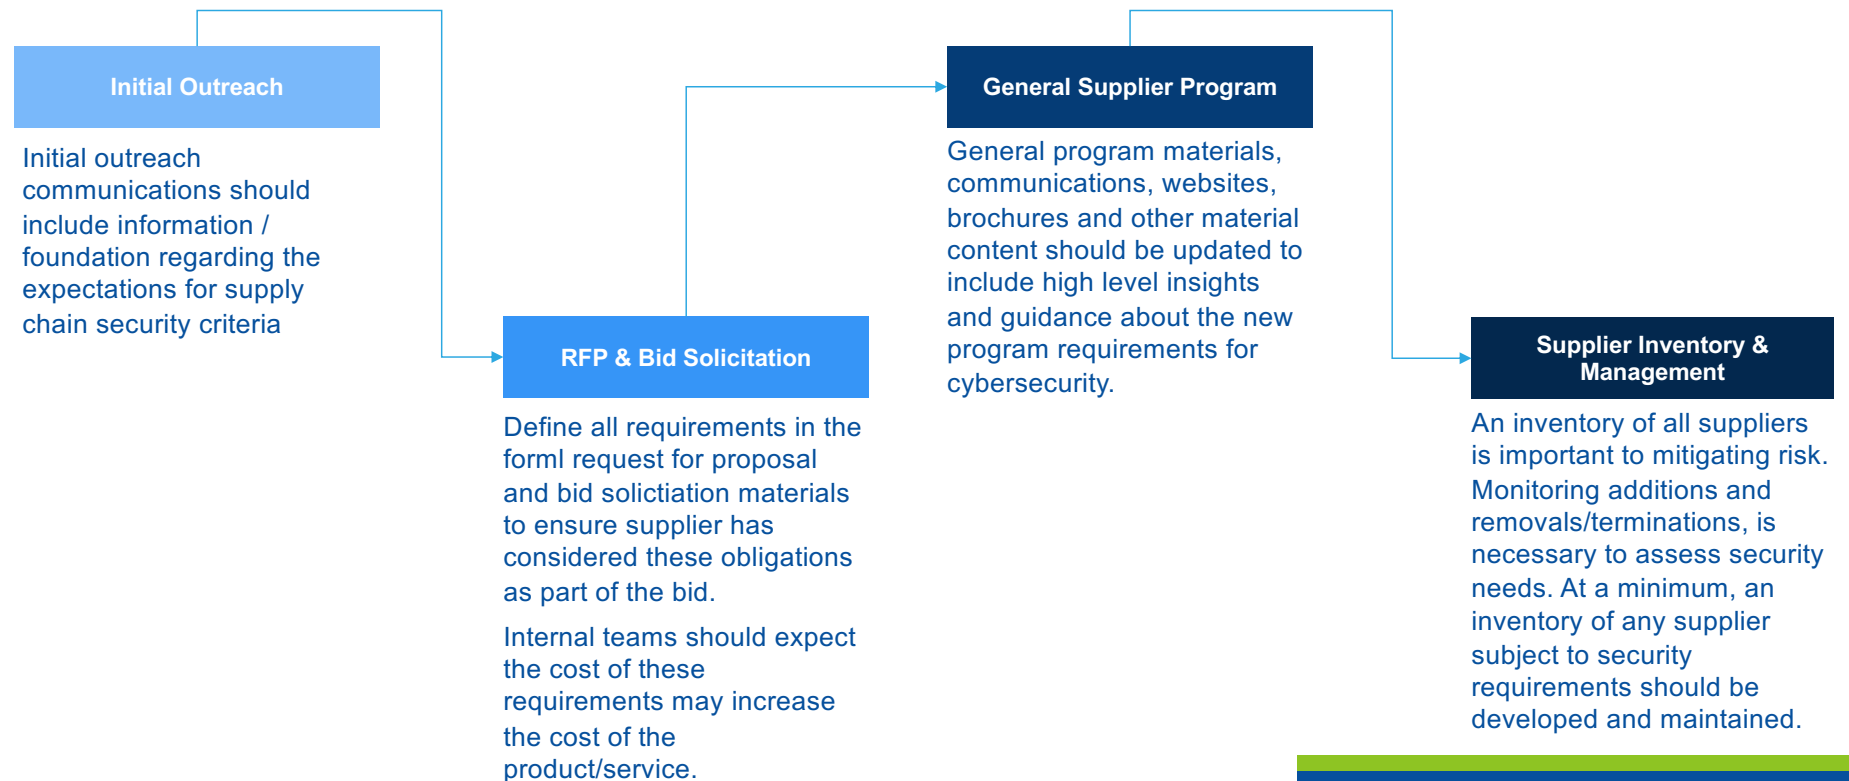 Initial Outreach
Initial outreach
communications should
include information /
foundation regarding the
expectations for supply
chain security criteria
RFP & Bid Solicitation
Define all requirements in the
forml request for proposal
and bid solictiation materials
to ensure supplier has
considered these obligations
as part of the bid.
Internal teams should expect
the cost of these
requirements may increase
the cost of the
product/service.
General Supplier Program
General program materials,
communications, websites,
brochures and other material
content should be updated to
include high level insights
and guidance about the new
program requirements for
cybersecurity.
Supplier Inventory &
Management
An inventory of all suppliers
is important to mitigating risk.
Monitoring additions and
removals/terminations, is
necessary to assess security
needs. At a minimum, an
inventory of any supplier
subject to security
requirements should be
developed and maintained.